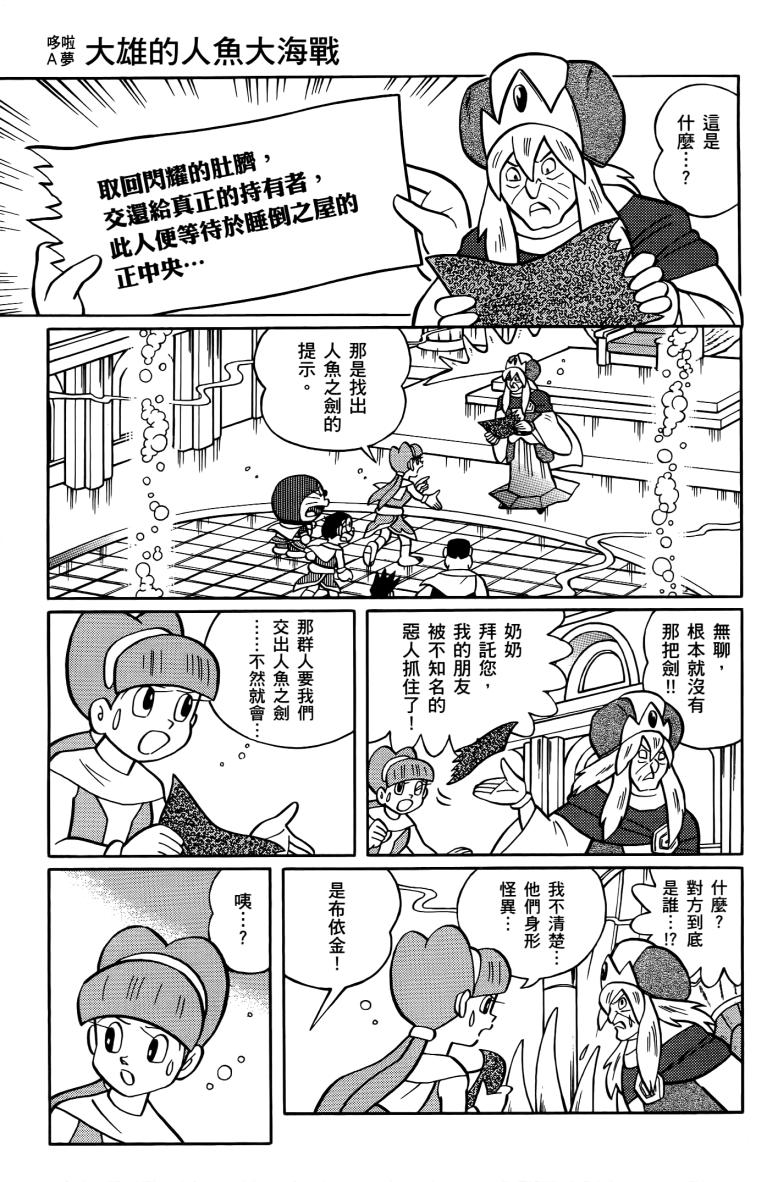 哆啦
A夢
大雄的人魚大海戰
這是
什麼…?
取回閃耀的肚臍，
交還給真正的持有者，
此人便等待於睡倒之屋的
正中央…
那是找出
人魚之劍的
提示。
無聊，
根本就沒有
那把劍!!
奶奶
拜託您，
我的朋友
被不知名的
惡人抓住了!
那群人要我們
交出人魚之劍
……不然就會…
什麼?
對方到底
是誰…!?
我不清楚…
他們身形
怪異…
是布依金!
咦…?